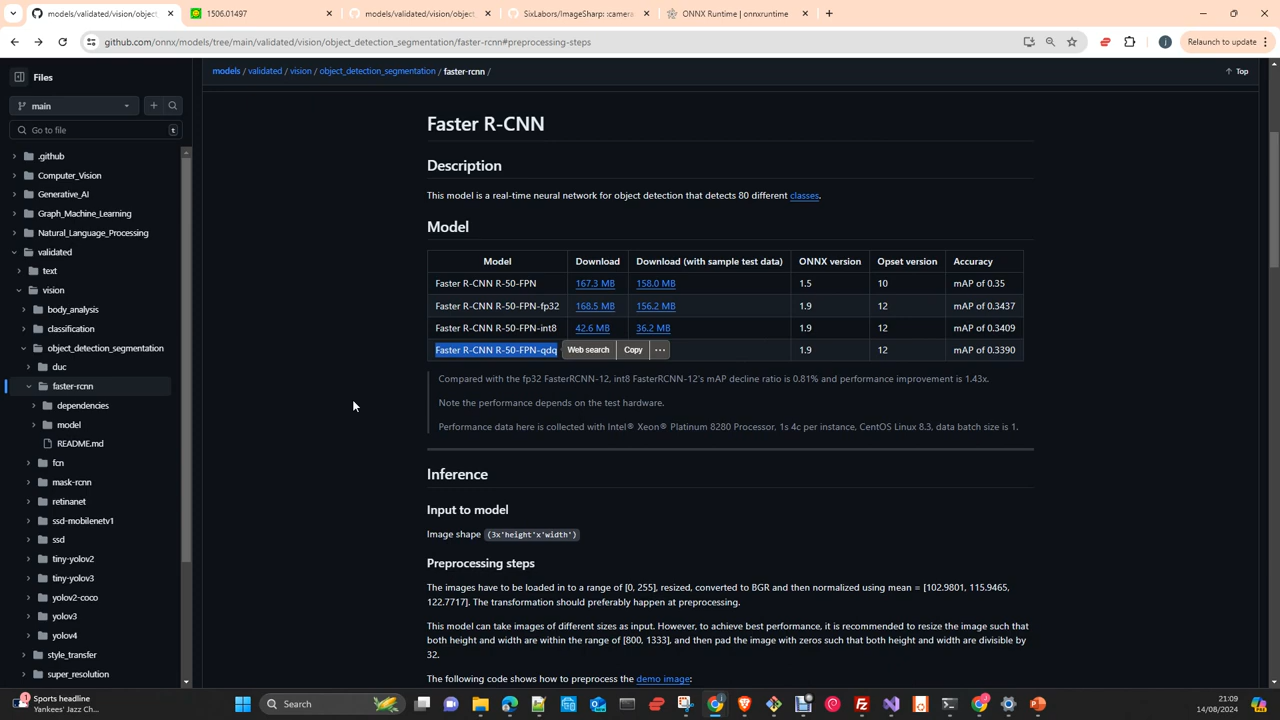 models/validated/vision/objec
1506.01497
models/validated/vision/object
SixLabors/ImageSharp: :camera
ONNX Runtime | onnxruntime
github.com/onnx/models/tree/main/validated/vision/object_detection_segmentation/faster-rcnn#preprocessing-steps
Relaunch to update
Files
models / validated / vision / object_detection_segmentation / faster-rcnn /
Top
main
Go to file
t
.github
Computer_Vision
Generative_AI
Graph_Machine_Learning
Natural_Language_Processing
validated
text
vision
body_analysis
classification
object_detection_segmentation
duc
faster-rcnn
dependencies
model
README.md
fcn
mask-rcnn
retinanet
ssd-mobilenetv1
ssd
tiny-yolov2
tiny-yolov3
yolov2-coco
yolov3
yolov4
style_transfer
super_resolution
Faster R-CNN
Description
This model is a real-time neural network for object detection that detects 80 different classes.
Model
Model Download Download (with sample test data) ONNX version Opset version Accuracy
Faster R-CNN R-50-FPN 167.3 MB 158.0 MB 1.5 10 mAP of 0.35
Faster R-CNN R-50-FPN-fp32 168.5 MB 156.2 MB 1.9 12 mAP of 0.3437
Faster R-CNN R-50-FPN-int8 42.6 MB 36.2 MB 1.9 12 mAP of 0.3409
Faster R-CNN R-50-FPN-qdq Web search Copy ... 1.9 12 mAP of 0.3390
Compared with the fp32 FasterRCNN-12, int8 FasterRCNN-12's mAP decline ratio is 0.81% and performance improvement is 1.43x.
Note the performance depends on the test hardware.
Performance data here is collected with Intel® Xeon® Platinum 8280 Processor, 1s 4c per instance, CentOS Linux 8.3, data batch size is 1.
Inference
Input to model
Image shape (3x'height'x'width')
Preprocessing steps
The images have to be loaded in to a range of [0, 255], resized, converted to BGR and then normalized using mean = [102.9801, 115.9465,
122.7717]. The transformation should preferably happen at preprocessing.
This model can take images of different sizes as input. However, to achieve best performance, it is recommended to resize the image such that
both height and width are within the range of [800, 1333], and then pad the image with zeros such that both height and width are divisible by
32.
The following code shows how to preprocess the demo image:
1
Sports headline
Yankees' Jazz Ch...
Search
21:09
14/08/2024